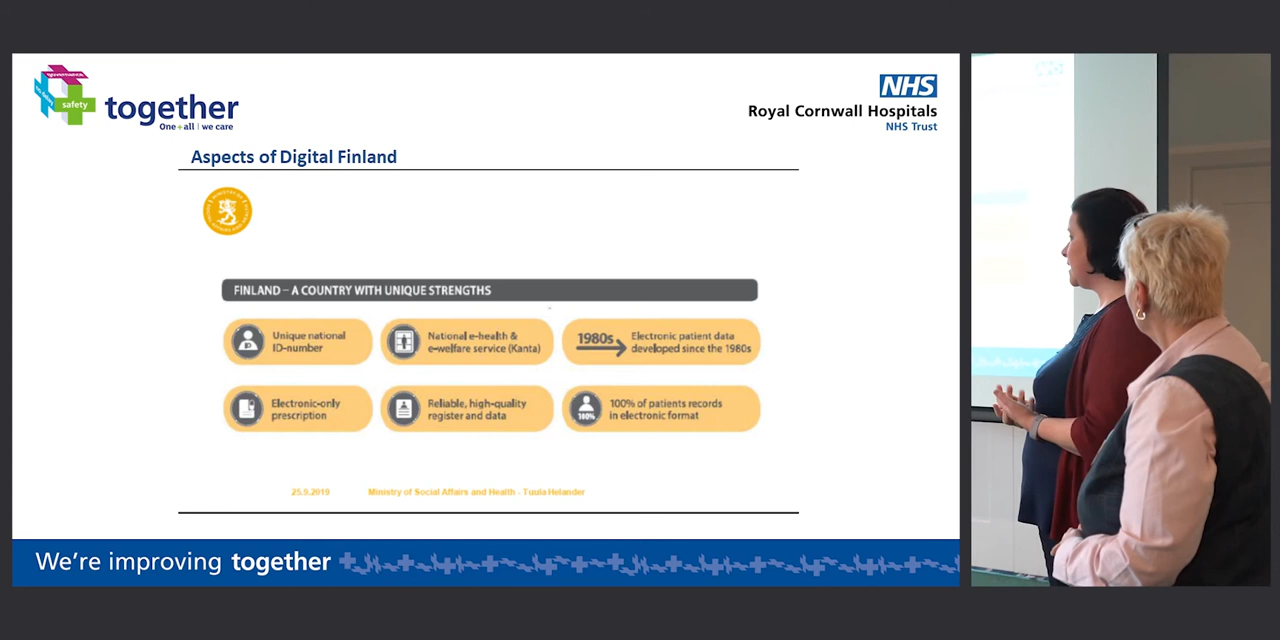 safety
together
One + all | we care
NHS
Royal Cornwall Hospitals
NHS Trust
Aspects of Digital Finland
FINLAND – A COUNTRY WITH UNIQUE STRENGTHS
Unique national
ID-number
National e-health &
e-welfare service (Kanta)
1980s
Electronic patient data
developed since the 1980s
Electronic-only
prescription
Reliable, high-quality
register and data
100%
100% of patients records
in electronic format
25.9.2019
Ministry of Social Affairs and Health - Tuula Helander
We're improving together